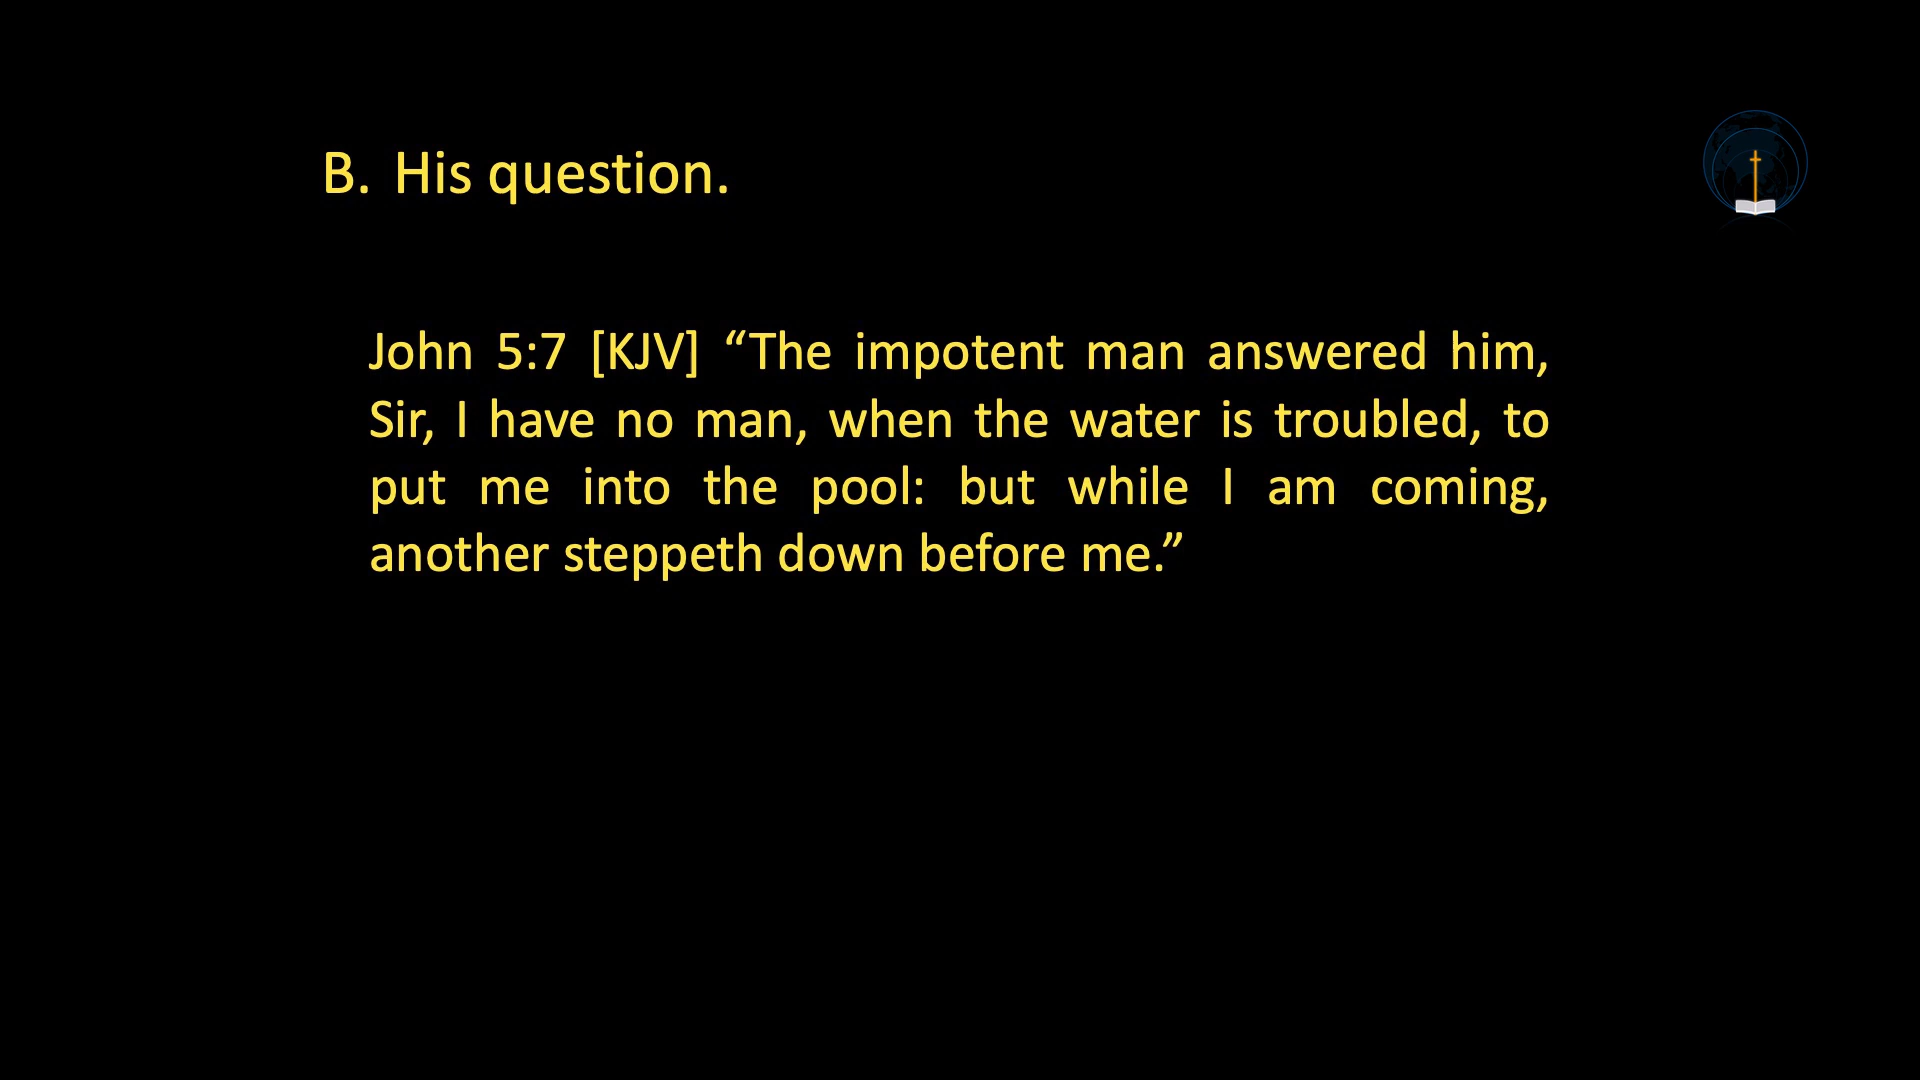 B. His question.
John 5:7 [KJV] “The impotent man answered him,
Sir, I have no man, when the water is troubled, to
put me into the pool: but while I am coming,
another steppeth down before me.”